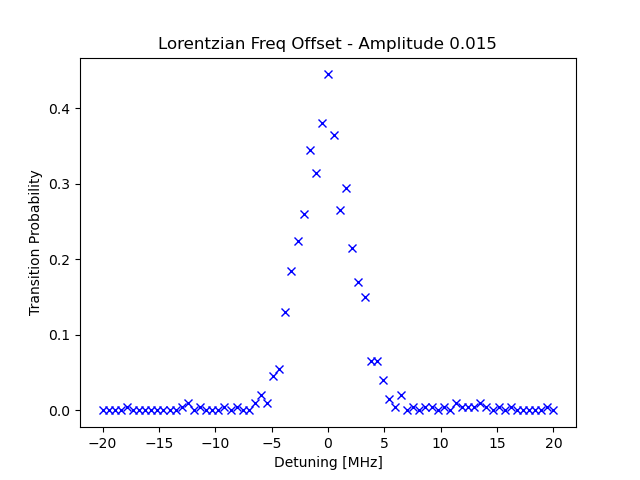 Lorentzian Freq Offset - Amplitude 0.015
Transition Probability
0.4
0.3
0.2
0.1
0.0
−20 −15 −10 −5 0 5 10 15 20
Detuning [MHz]